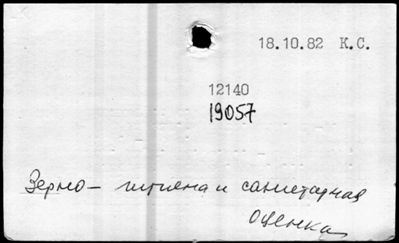 18.10.82 К.С.
12140
19057
Зерно – гигиена и санитарная
оценка